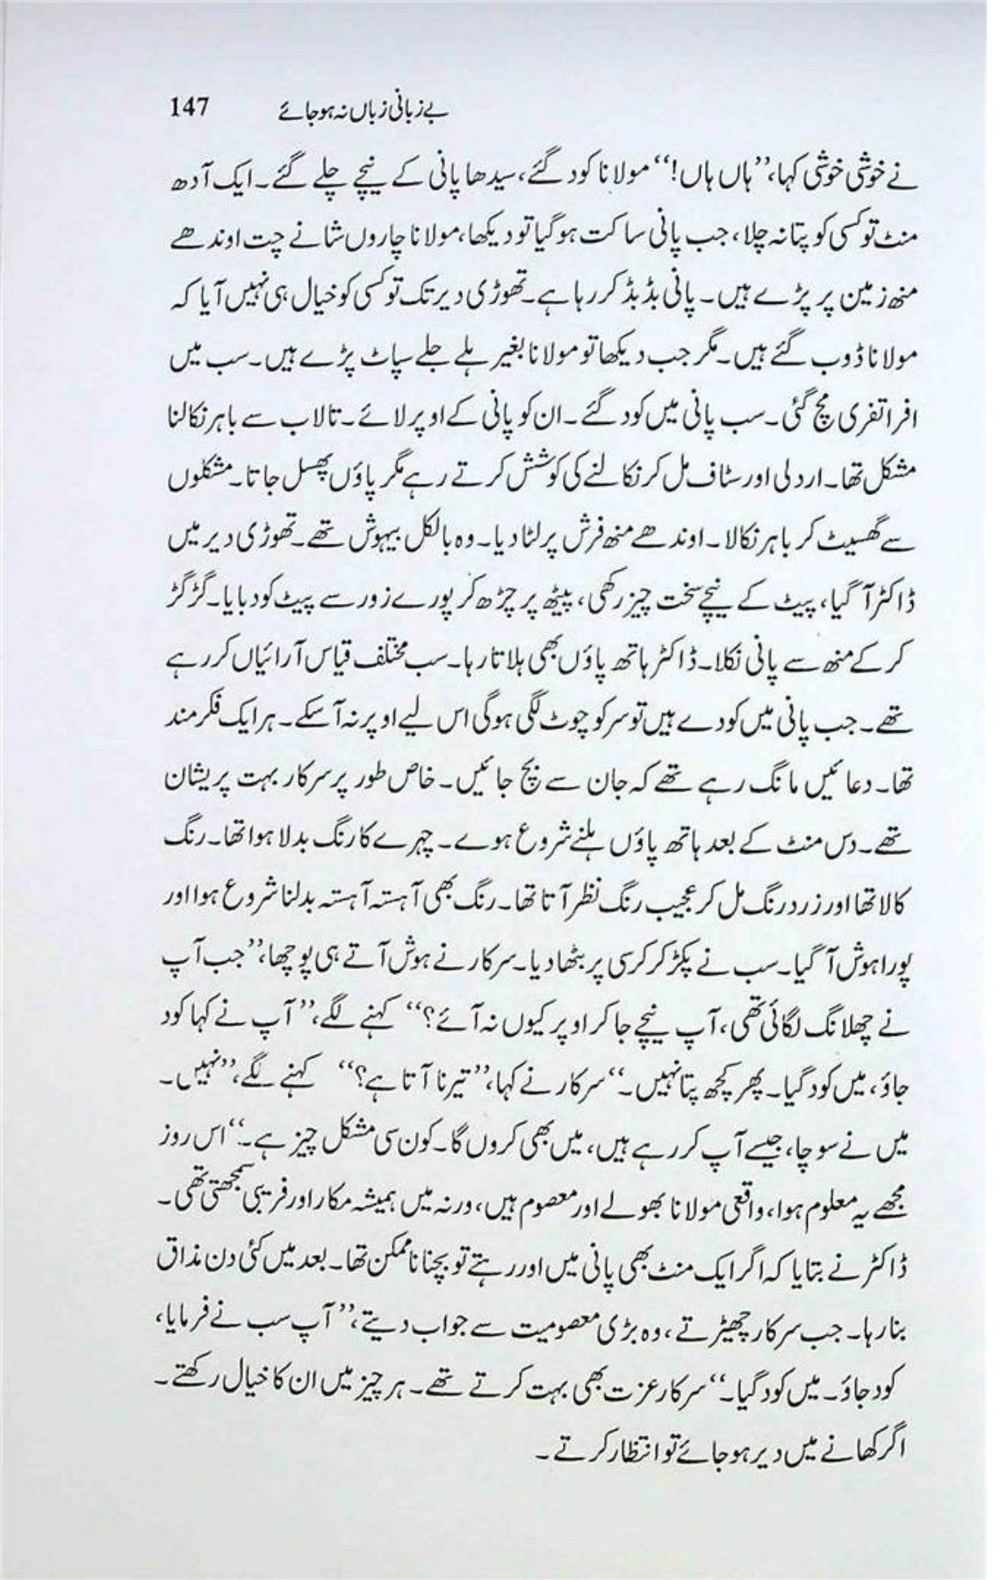 بے زبانی زباں نہ ہو جائے 147
نے خوشی خوشی کہا، ’’ہاں ہاں!‘‘ مولانا کود گئے، سیدھا پانی کے نیچے چلے گئے۔ ایک آدھ
منٹ تو کسی کو پتا نہ چلا، جب پانی ساکت ہو گیا تو دیکھا، مولانا چاروں شانے چت اوندھے
منھ زمین پر پڑے ہیں۔ پانی بڈ بڈ کر رہا ہے۔ تھوڑی دیر تک تو کسی کو خیال ہی نہیں آیا کہ
مولانا ڈوب گئے ہیں۔ مگر جب دیکھا تو مولانا بغیر ہلے جلے سپاٹ پڑے ہیں۔ سب میں
افراتفری مچ گئی۔ سب پانی میں کود گئے۔ ان کو پانی کے اوپر لائے۔ تالاب سے باہر نکالنا
مشکل تھا۔ اردلی اور سٹاف مل کر نکالنے کی کوشش کرتے رہے مگر پاؤں پھسل جاتا۔ مشکلوں
سے گھسیٹ کر باہر نکالا۔ اوندھے منھ فرش پر لٹا دیا۔ وہ بالکل بیہوش تھے۔ تھوڑی دیر میں
ڈاکٹر آ گیا، پیٹ کے نیچے سخت چیز رکھی، پیٹھ پر چڑھ کر پورے زور سے پیٹ کو دبایا۔ گڑگڑ
کر کے منھ سے پانی نکلا۔ ڈاکٹر ہاتھ پاؤں بھی ہلاتا رہا۔ سب مختلف قیاس آرائیاں کر رہے
تھے۔ جب پانی میں کودے ہیں تو سر کو چوٹ لگی ہوگی اس لیے اوپر نہ آ سکے۔ ہر ایک فکرمند
تھا۔ دعائیں مانگ رہے تھے کہ جان سے بچ جائیں۔ خاص طور پر سرکار بہت پریشان
تھے۔ دس منٹ کے بعد ہاتھ پاؤں ہلنے شروع ہوے۔ چہرے کا رنگ بدلا ہوا تھا۔ رنگ
کالا تھا اور زرد رنگ مل کر عجیب رنگ نظر آتا تھا۔ رنگ بھی آہستہ آہستہ بدلنا شروع ہوا اور
پورا ہوش آ گیا۔ سب نے پکڑ کر کرسی پر بٹھا دیا۔ سرکار نے ہوش آتے ہی پوچھا، ’’جب آپ
نے چھلانگ لگائی تھی، آپ نیچے جا کر اوپر کیوں نہ آئے؟‘‘ کہنے لگے، ’’آپ نے کہا کود
جاؤ، میں کود گیا۔ پھر کچھ پتا نہیں۔‘‘ سرکار نے کہا، ’’تیرنا آتا ہے؟‘‘ کہنے لگے، ’’نہیں۔
میں نے سوچا، جیسے آپ کر رہے ہیں، میں بھی کروں گا۔ کون سی مشکل چیز ہے۔‘‘ اس روز
مجھے یہ معلوم ہوا، واقعی مولانا بھولے اور معصوم ہیں، ورنہ میں ہمیشہ مکار اور فریبی سمجھتی تھی۔
ڈاکٹر نے بتایا کہ اگر ایک منٹ بھی پانی میں اور رہتے تو بچنا ناممکن تھا۔ بعد میں کئی دن مذاق
بنا رہا۔ جب سرکار چھیڑتے، وہ بڑی معصومیت سے جواب دیتے، ’’آپ سب نے فرمایا،
کود جاؤ۔ میں کود گیا۔‘‘ سرکار عزت بھی بہت کرتے تھے۔ ہر چیز میں ان کا خیال رکھتے۔
اگر کھانے میں دیر ہو جائے تو انتظار کرتے۔